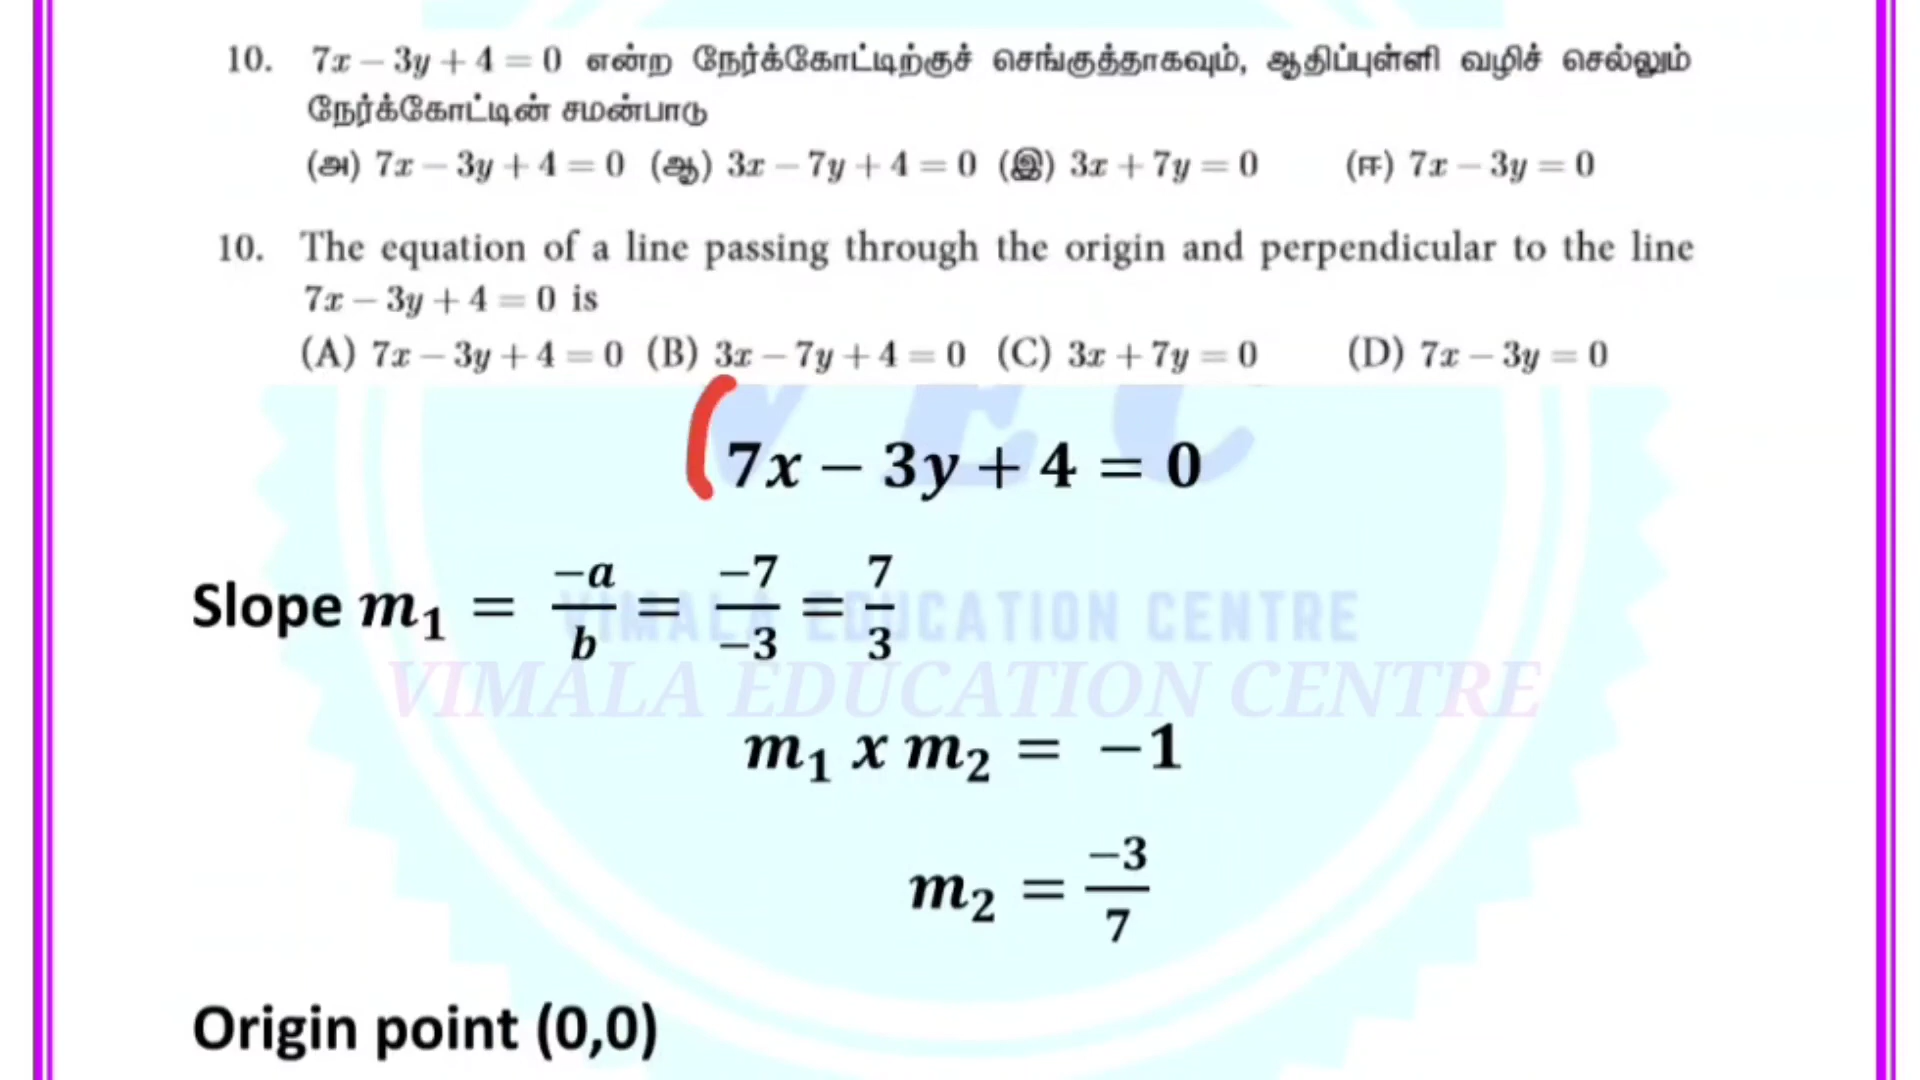 10. 7x − 3y + 4 = 0 என்ற நேர்க்கோட்டிற்குச் செங்குத்தாகவும், ஆதிப்புள்ளி வழிச் செல்லும்
நேர்க்கோட்டின் சமன்பாடு
(அ) 7x − 3y + 4 = 0 (ஆ) 3x − 7y + 4 = 0 (இ) 3x + 7y = 0 (ஈ) 7x − 3y = 0
10. The equation of a line passing through the origin and perpendicular to the line
7x − 3y + 4 = 0 is
(A) 7x − 3y + 4 = 0 (B) 3x − 7y + 4 = 0 (C) 3x + 7y = 0 (D) 7x − 3y = 0
VEC
7x − 3y + 4 = 0
Slope m₁ = −a/b = −7/−3 = 7/3
VIMALA EDUCATION CENTRE
VIMALA EDUCATION CENTRE
m₁ x m₂ = −1
m₂ = −3/7
Origin point (0,0)